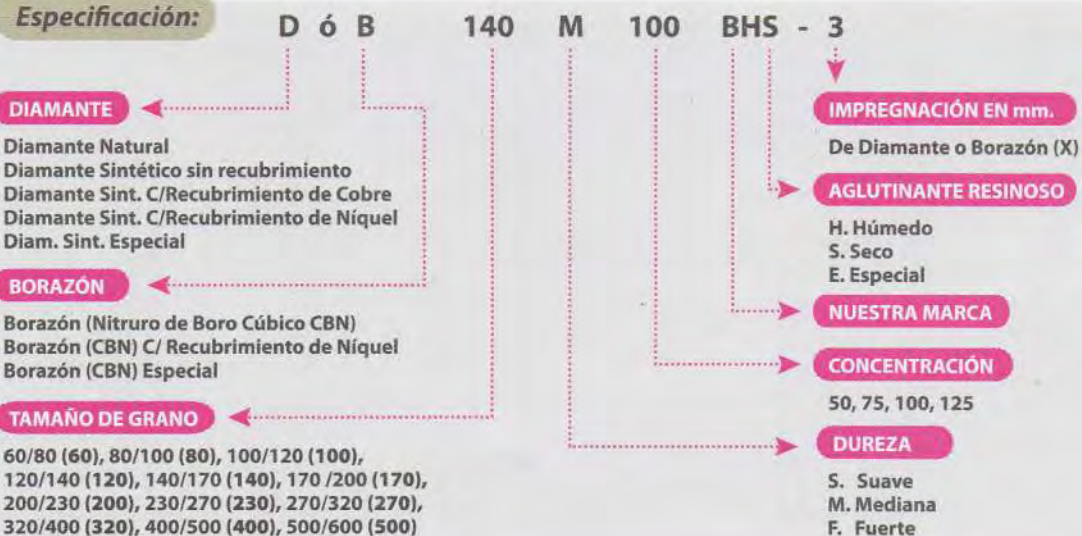 Especificación:
D ó B 140 M 100 BHS - 3
DIAMANTE
Diamante Natural
Diamante Sintético sin recubrimiento
Diamante Sint. C/Recubrimiento de Cobre
Diamante Sint. C/Recubrimiento de Níquel
Diam. Sint. Especial
BORAZÓN
Borazón (Nitruro de Boro Cúbico CBN)
Borazón (CBN) C/ Recubrimiento de Níquel
Borazón (CBN) Especial
TAMAÑO DE GRANO
60/80 (60), 80/100 (80), 100/120 (100),
120/140 (120), 140/170 (140), 170 /200 (170),
200/230 (200), 230/270 (230), 270/320 (270),
320/400 (320), 400/500 (400), 500/600 (500)
IMPREGNACIÓN EN mm.
De Diamante o Borazón (X)
AGLUTINANTE RESINOSO
H. Húmedo
S. Seco
E. Especial
NUESTRA MARCA
CONCENTRACIÓN
50, 75, 100, 125
DUREZA
S. Suave
M. Mediana
F. Fuerte